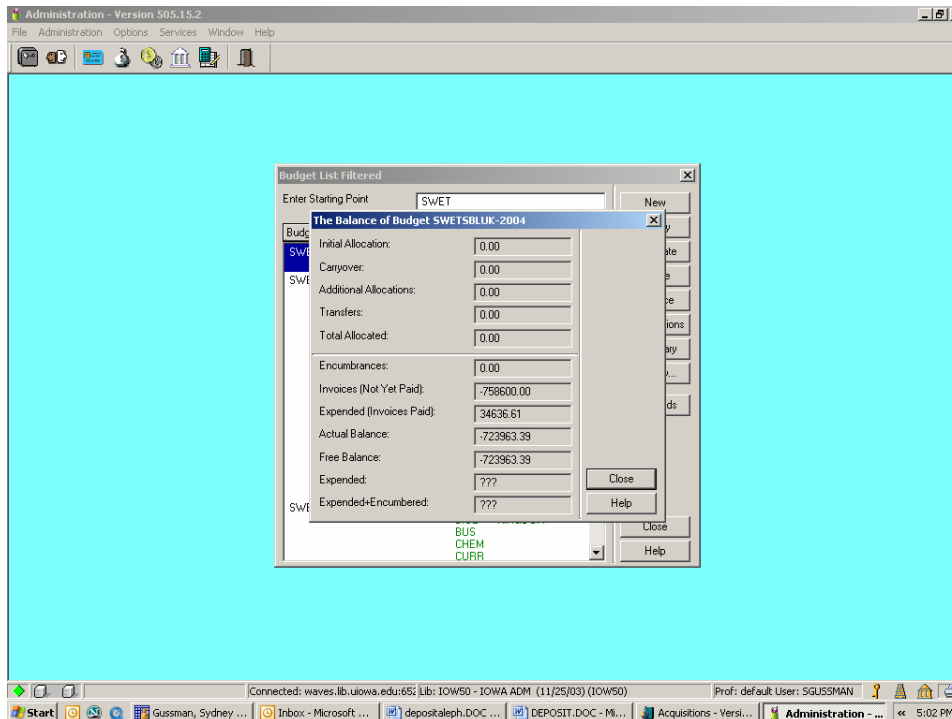 Administration - Version 505.15.2
File Administration Options Services Window Help
Budget List Filtered
Enter Starting Point SWET
New
The Balance of Budget SWETSBLUK-2004
Initial Allocation: 0.00
Carryover: 0.00
Additional Allocations: 0.00
Transfers: 0.00
Total Allocated: 0.00
Encumbrances: 0.00
Invoices (Not Yet Paid): -758600.00
Expended (Invoices Paid): 34636.61
Actual Balance: -723963.39
Free Balance: -723963.39
Expended: ???
Expended+Encumbered: ???
Close
Help
BUS
CHEM
CURR
Close
Help
Connected: waves.lib.uiowa.edu:652 Lib: IOW50 - IOWA ADM (11/25/03) (IOW50) Prof: default User: SGUSSMAN
Start Gussman, Sydney ... Inbox - Microsoft ... depositaleph.DOC ... DEPOSIT.DOC - Mi... Acquisitions - Versi... Administration - ... « 5:02 P